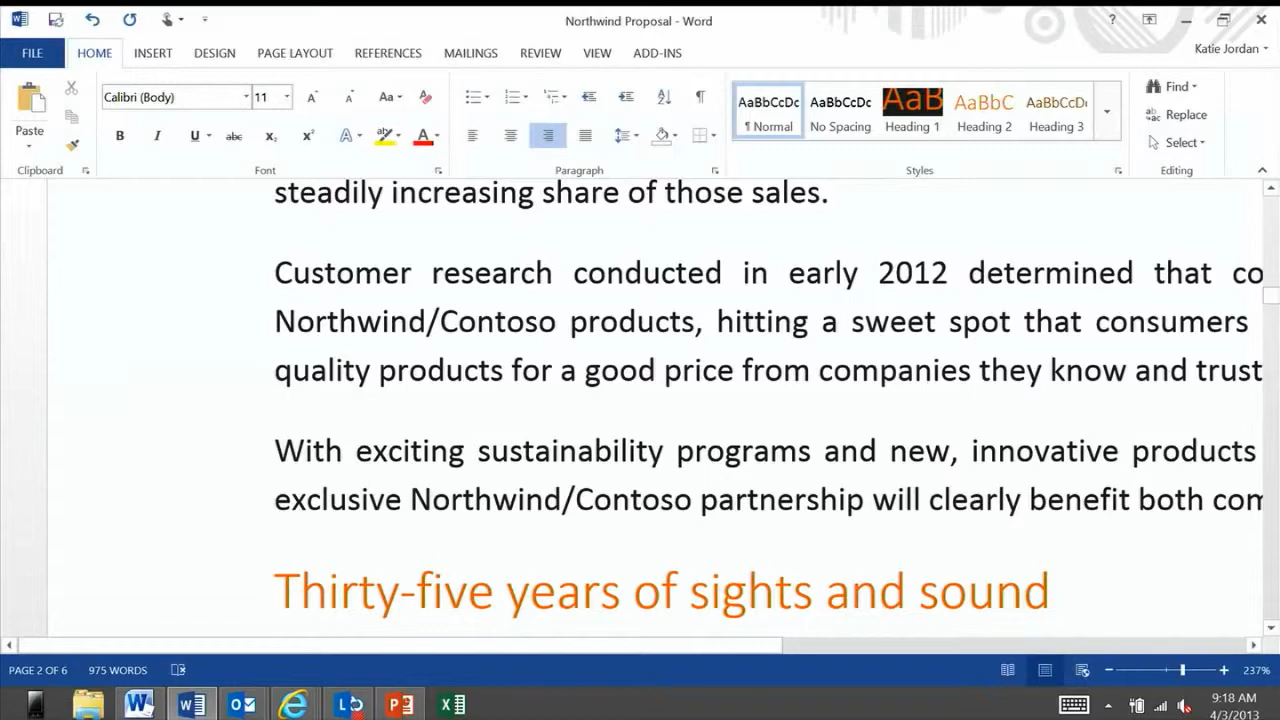 Northwind Proposal - Word
?
Katie Jordan
FILE HOME INSERT DESIGN PAGE LAYOUT REFERENCES MAILINGS REVIEW VIEW ADD-INS
Calibri (Body) 11
Aa
Paste
B I U abc X₂ X² A A
Clipboard Font Paragraph Styles Editing
AaBbCcDc AaBbCcDc AaB AaBbC AaBbCcDc
¶ Normal No Spacing Heading 1 Heading 2 Heading 3
Find
Replace
Select
steadily increasing share of those sales.
Customer research conducted in early 2012 determined that co
Northwind/Contoso products, hitting a sweet spot that consumers
quality products for a good price from companies they know and trust
With exciting sustainability programs and new, innovative products
exclusive Northwind/Contoso partnership will clearly benefit both com
Thirty-five years of sights and sound
PAGE 2 OF 6 975 WORDS 237%
9:18 AM
4/3/2013